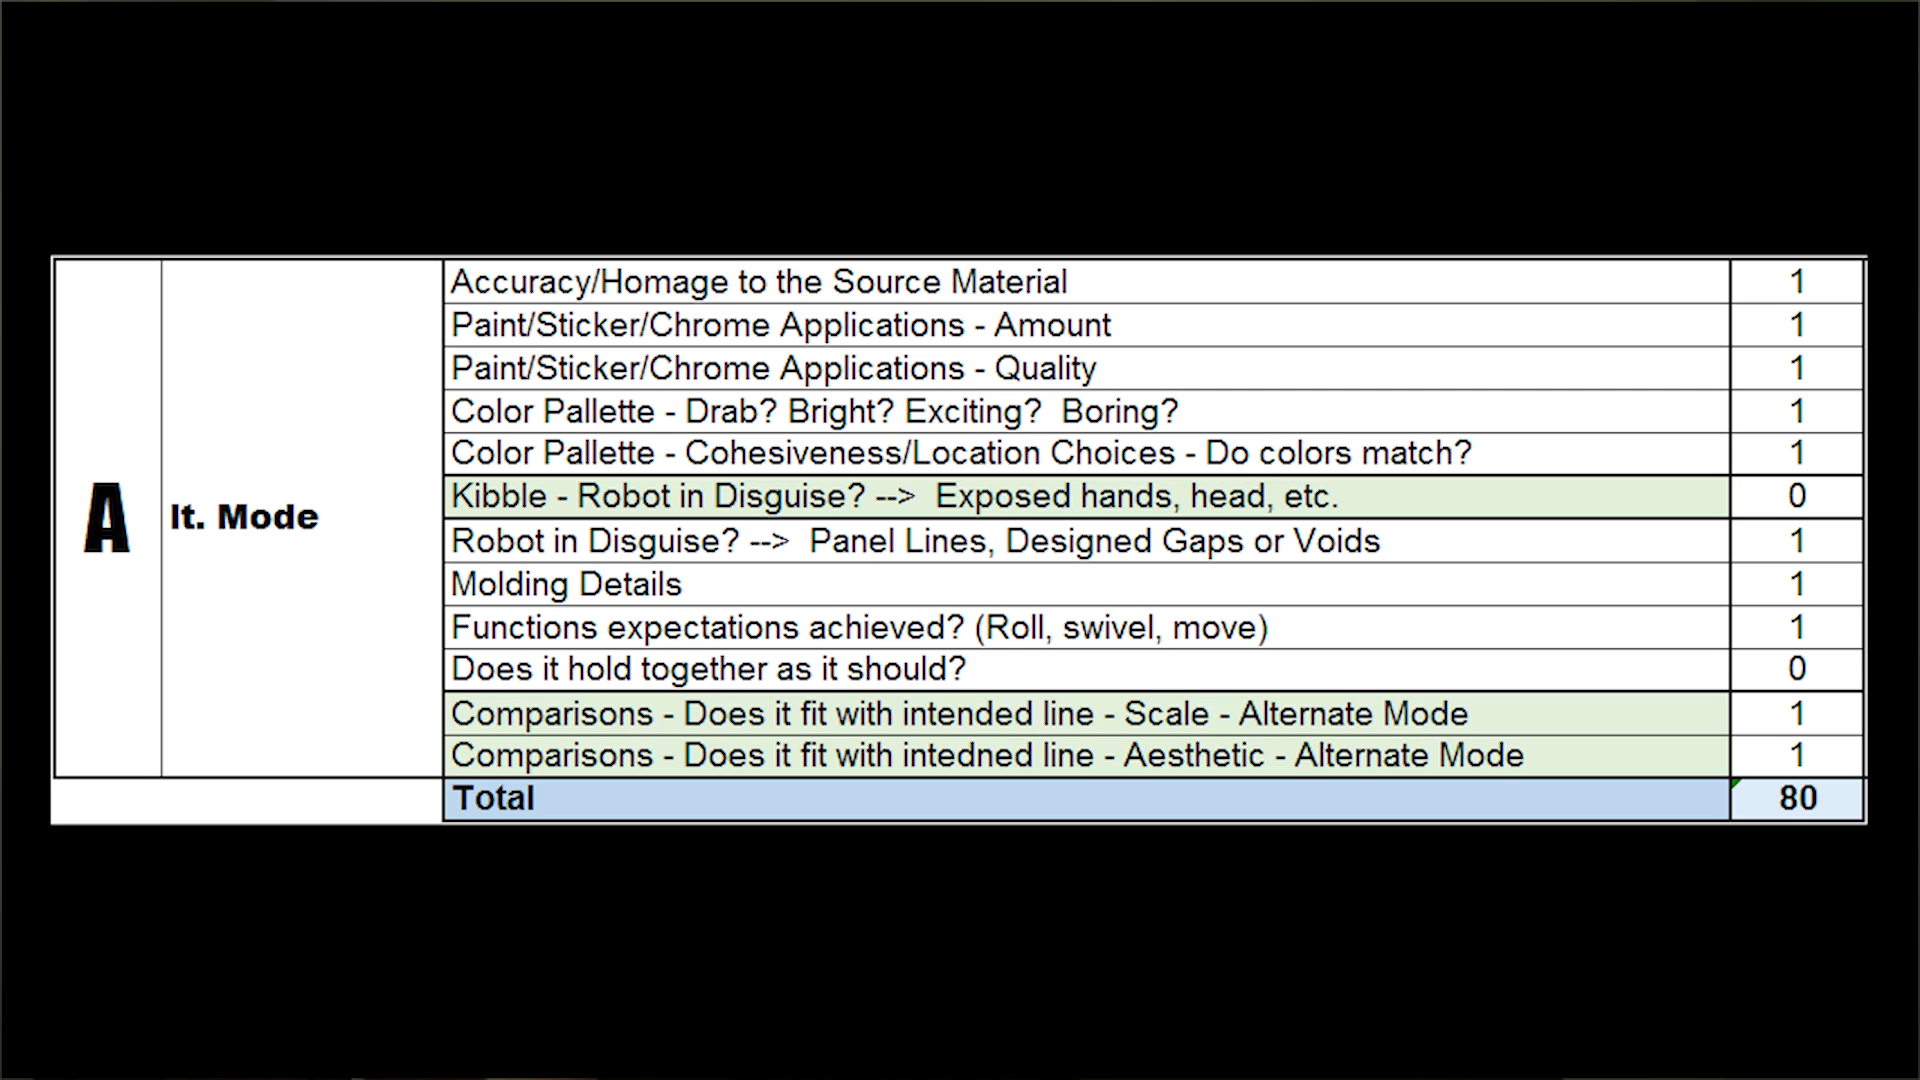 A lt. Mode
Accuracy/Homage to the Source Material 1
Paint/Sticker/Chrome Applications - Amount 1
Paint/Sticker/Chrome Applications - Quality 1
Color Pallette - Drab? Bright? Exciting?  Boring? 1
Color Pallette - Cohesiveness/Location Choices - Do colors match? 1
Kibble - Robot in Disguise? -->  Exposed hands, head, etc. 0
Robot in Disguise? -->  Panel Lines, Designed Gaps or Voids 1
Molding Details 1
Functions expectations achieved? (Roll, swivel, move) 1
Does it hold together as it should? 0
Comparisons - Does it fit with intended line - Scale - Alternate Mode 1
Comparisons - Does it fit with intedned line - Aesthetic - Alternate Mode 1
Total 80